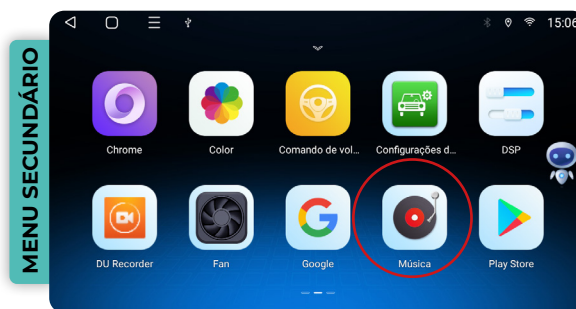 MENU SECUNDÁRIO
15:06
Chrome
Color
Comando de vol...
Configurações d...
DSP
DU Recorder
Fan
Google
Música
Play Store